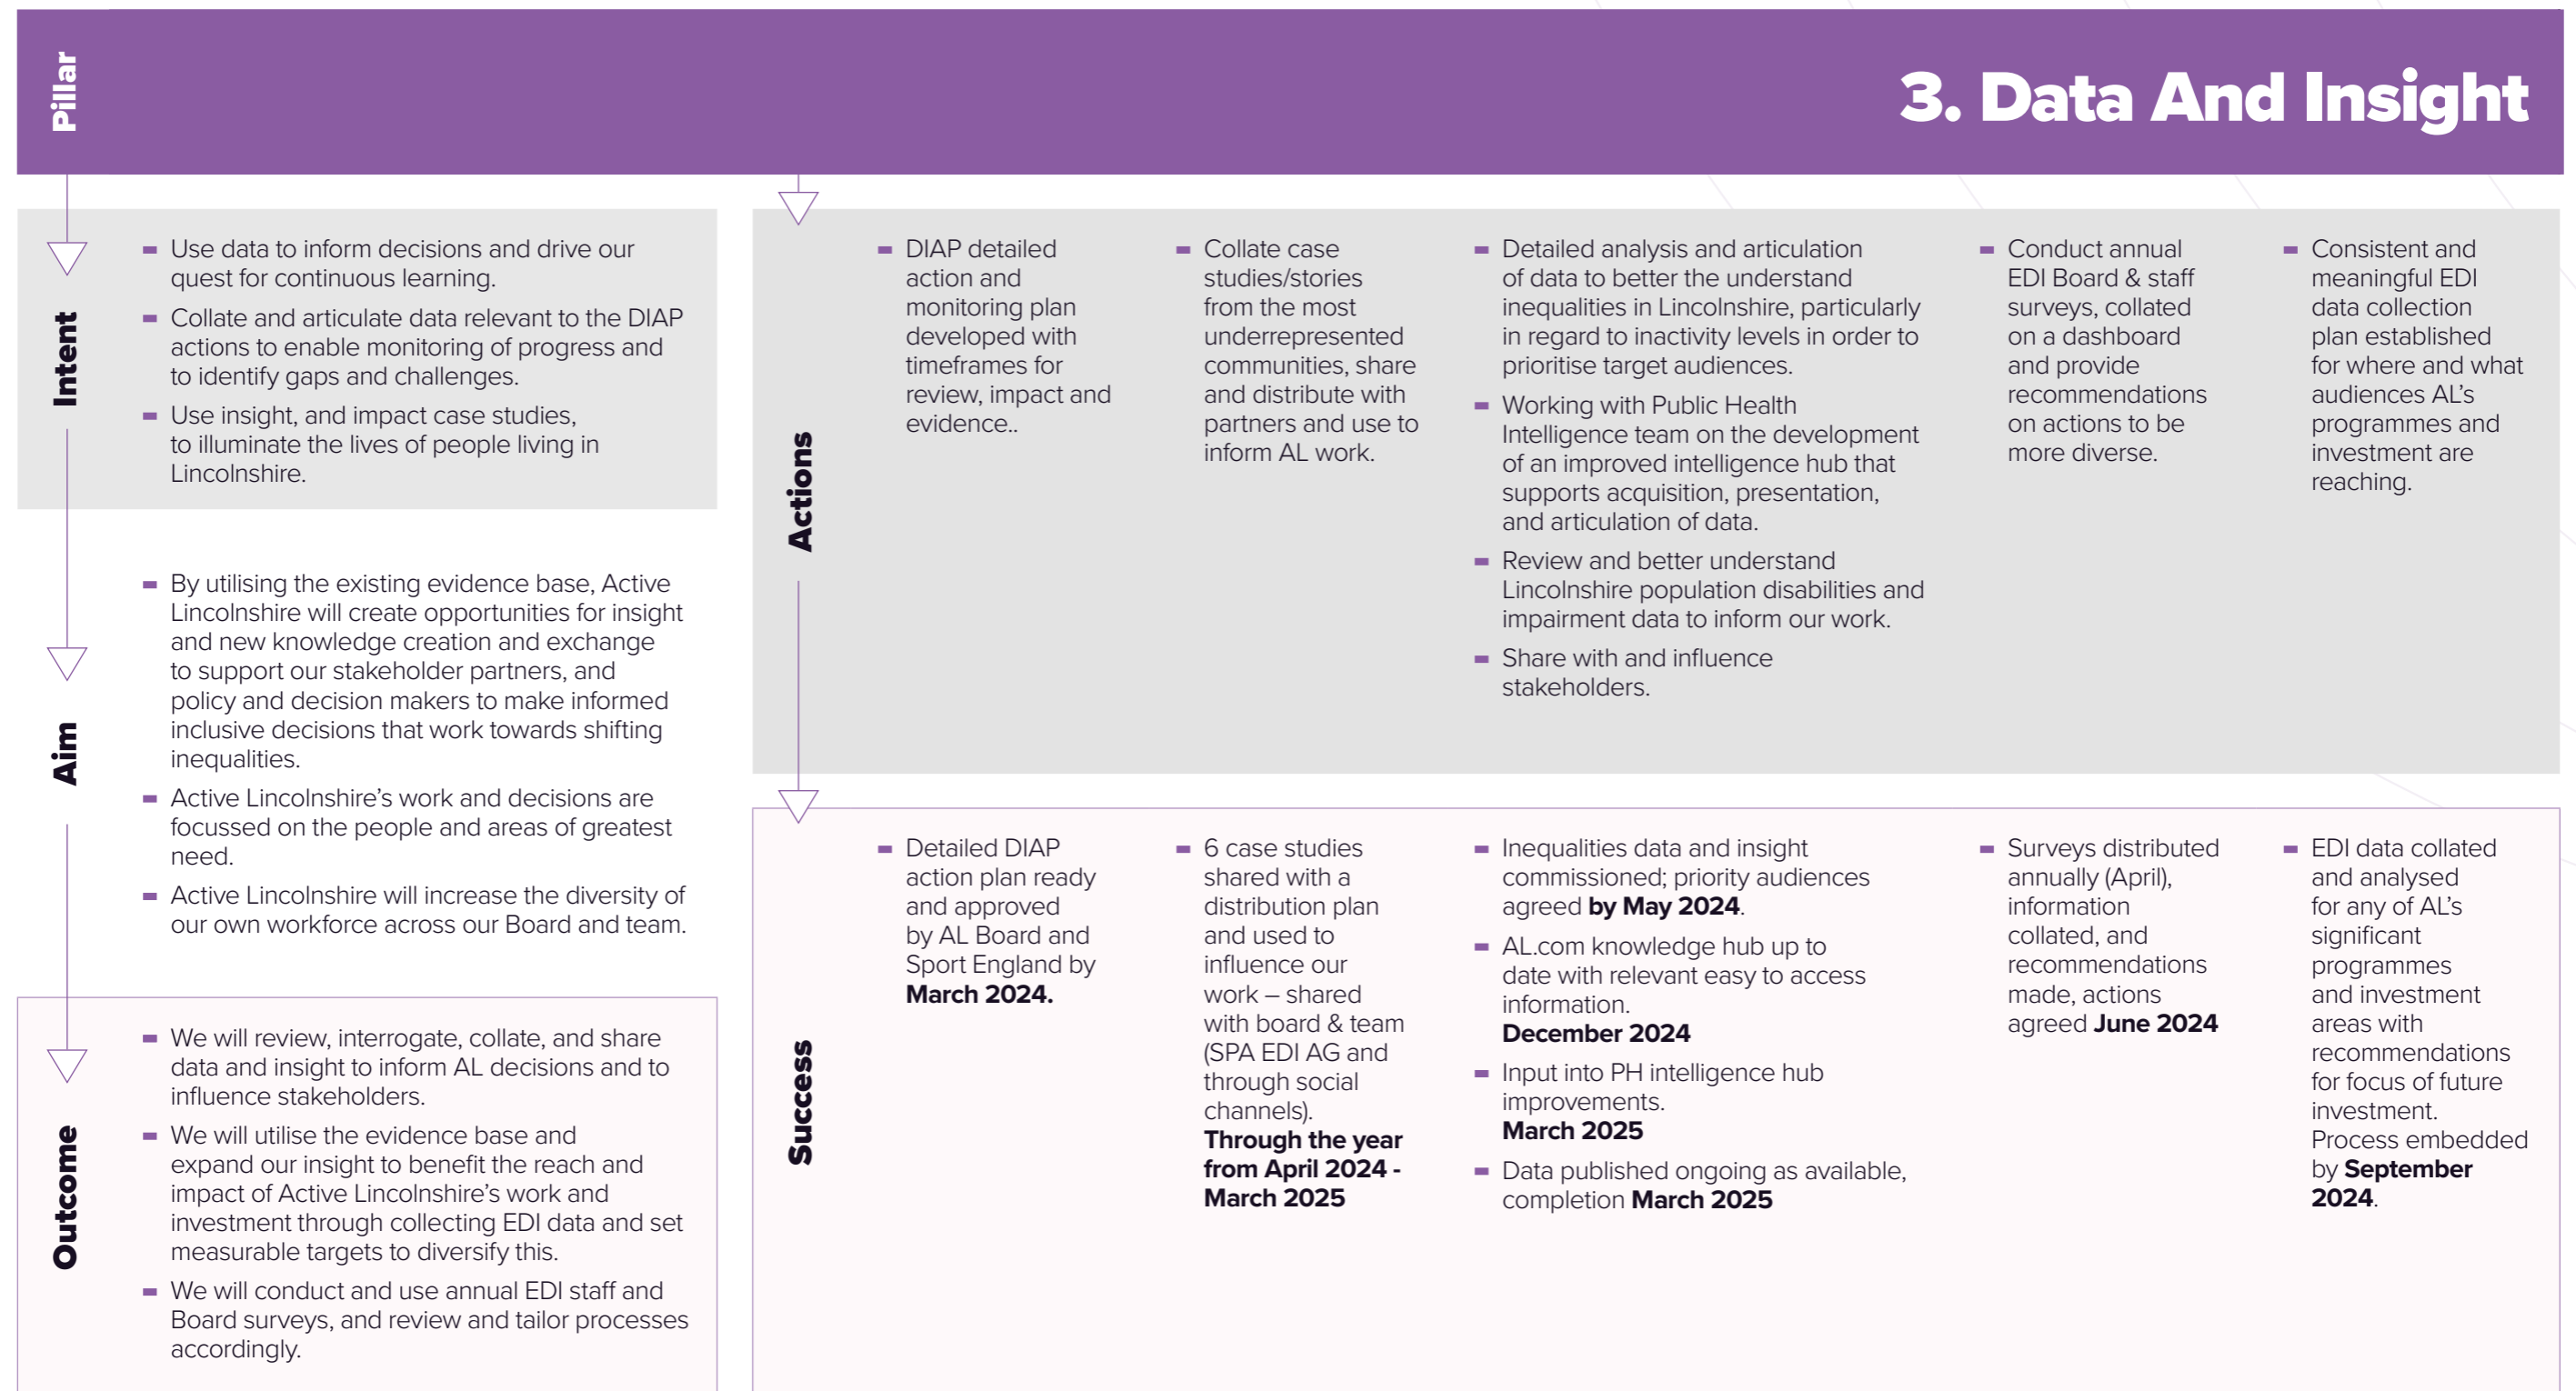 Pillar
3. Data And Insight
Intent
- Use data to inform decisions and drive our
quest for continuous learning.
- Collate and articulate data relevant to the DIAP
actions to enable monitoring of progress and
to identify gaps and challenges.
- Use insight, and impact case studies,
to illuminate the lives of people living in
Lincolnshire.
Aim
- By utilising the existing evidence base, Active
Lincolnshire will create opportunities for insight
and new knowledge creation and exchange
to support our stakeholder partners, and
policy and decision makers to make informed
inclusive decisions that work towards shifting
inequalities.
- Active Lincolnshire’s work and decisions are
focussed on the people and areas of greatest
need.
- Active Lincolnshire will increase the diversity of
our own workforce across our Board and team.
Outcome
- We will review, interrogate, collate, and share
data and insight to inform AL decisions and to
influence stakeholders.
- We will utilise the evidence base and
expand our insight to benefit the reach and
impact of Active Lincolnshire’s work and
investment through collecting EDI data and set
measurable targets to diversify this.
- We will conduct and use annual EDI staff and
Board surveys, and review and tailor processes
accordingly.
Actions
- DIAP detailed
action and
monitoring plan
developed with
timeframes for
review, impact and
evidence..
- Collate case
studies/stories
from the most
underrepresented
communities, share
and distribute with
partners and use to
inform AL work.
- Detailed analysis and articulation
of data to better the understand
inequalities in Lincolnshire, particularly
in regard to inactivity levels in order to
prioritise target audiences.
- Working with Public Health
Intelligence team on the development
of an improved intelligence hub that
supports acquisition, presentation,
and articulation of data.
- Review and better understand
Lincolnshire population disabilities and
impairment data to inform our work.
- Share with and influence
stakeholders.
- Conduct annual
EDI Board & staff
surveys, collated
on a dashboard
and provide
recommendations
on actions to be
more diverse.
- Consistent and
meaningful EDI
data collection
plan established
for where and what
audiences AL’s
programmes and
investment are
reaching.
Success
- Detailed DIAP
action plan ready
and approved
by AL Board and
Sport England by
March 2024.
- 6 case studies
shared with a
distribution plan
and used to
influence our
work – shared
with board & team
(SPA EDI AG and
through social
channels).
Through the year
from April 2024 -
March 2025
- Inequalities data and insight
commissioned; priority audiences
agreed by May 2024.
- AL.com knowledge hub up to
date with relevant easy to access
information.
December 2024
- Input into PH intelligence hub
improvements.
March 2025
- Data published ongoing as available,
completion March 2025
- Surveys distributed
annually (April),
information
collated, and
recommendations
made, actions
agreed June 2024
- EDI data collated
and analysed
for any of AL’s
significant
programmes
and investment
areas with
recommendations
for focus of future
investment.
Process embedded
by September
2024.